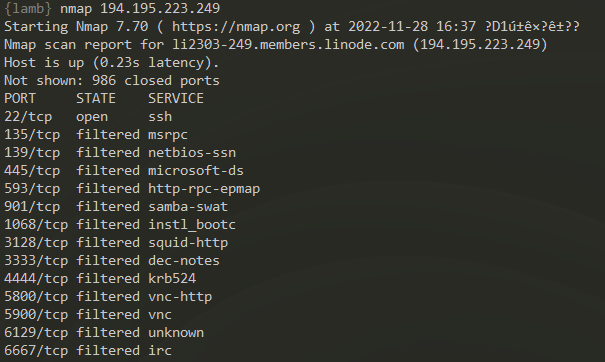 {lamb} nmap 194.195.223.249
Starting Nmap 7.70 ( https://nmap.org ) at 2022-11-28 16:37 ?D1ú±ê×?ê±??
Nmap scan report for li2303-249.members.linode.com (194.195.223.249)
Host is up (0.23s latency).
Not shown: 986 closed ports
PORT     STATE    SERVICE
22/tcp   open     ssh
135/tcp  filtered msrpc
139/tcp  filtered netbios-ssn
445/tcp  filtered microsoft-ds
593/tcp  filtered http-rpc-epmap
901/tcp  filtered samba-swat
1068/tcp filtered instl_bootc
3128/tcp filtered squid-http
3333/tcp filtered dec-notes
4444/tcp filtered krb524
5800/tcp filtered vnc-http
5900/tcp filtered vnc
6129/tcp filtered unknown
6667/tcp filtered irc